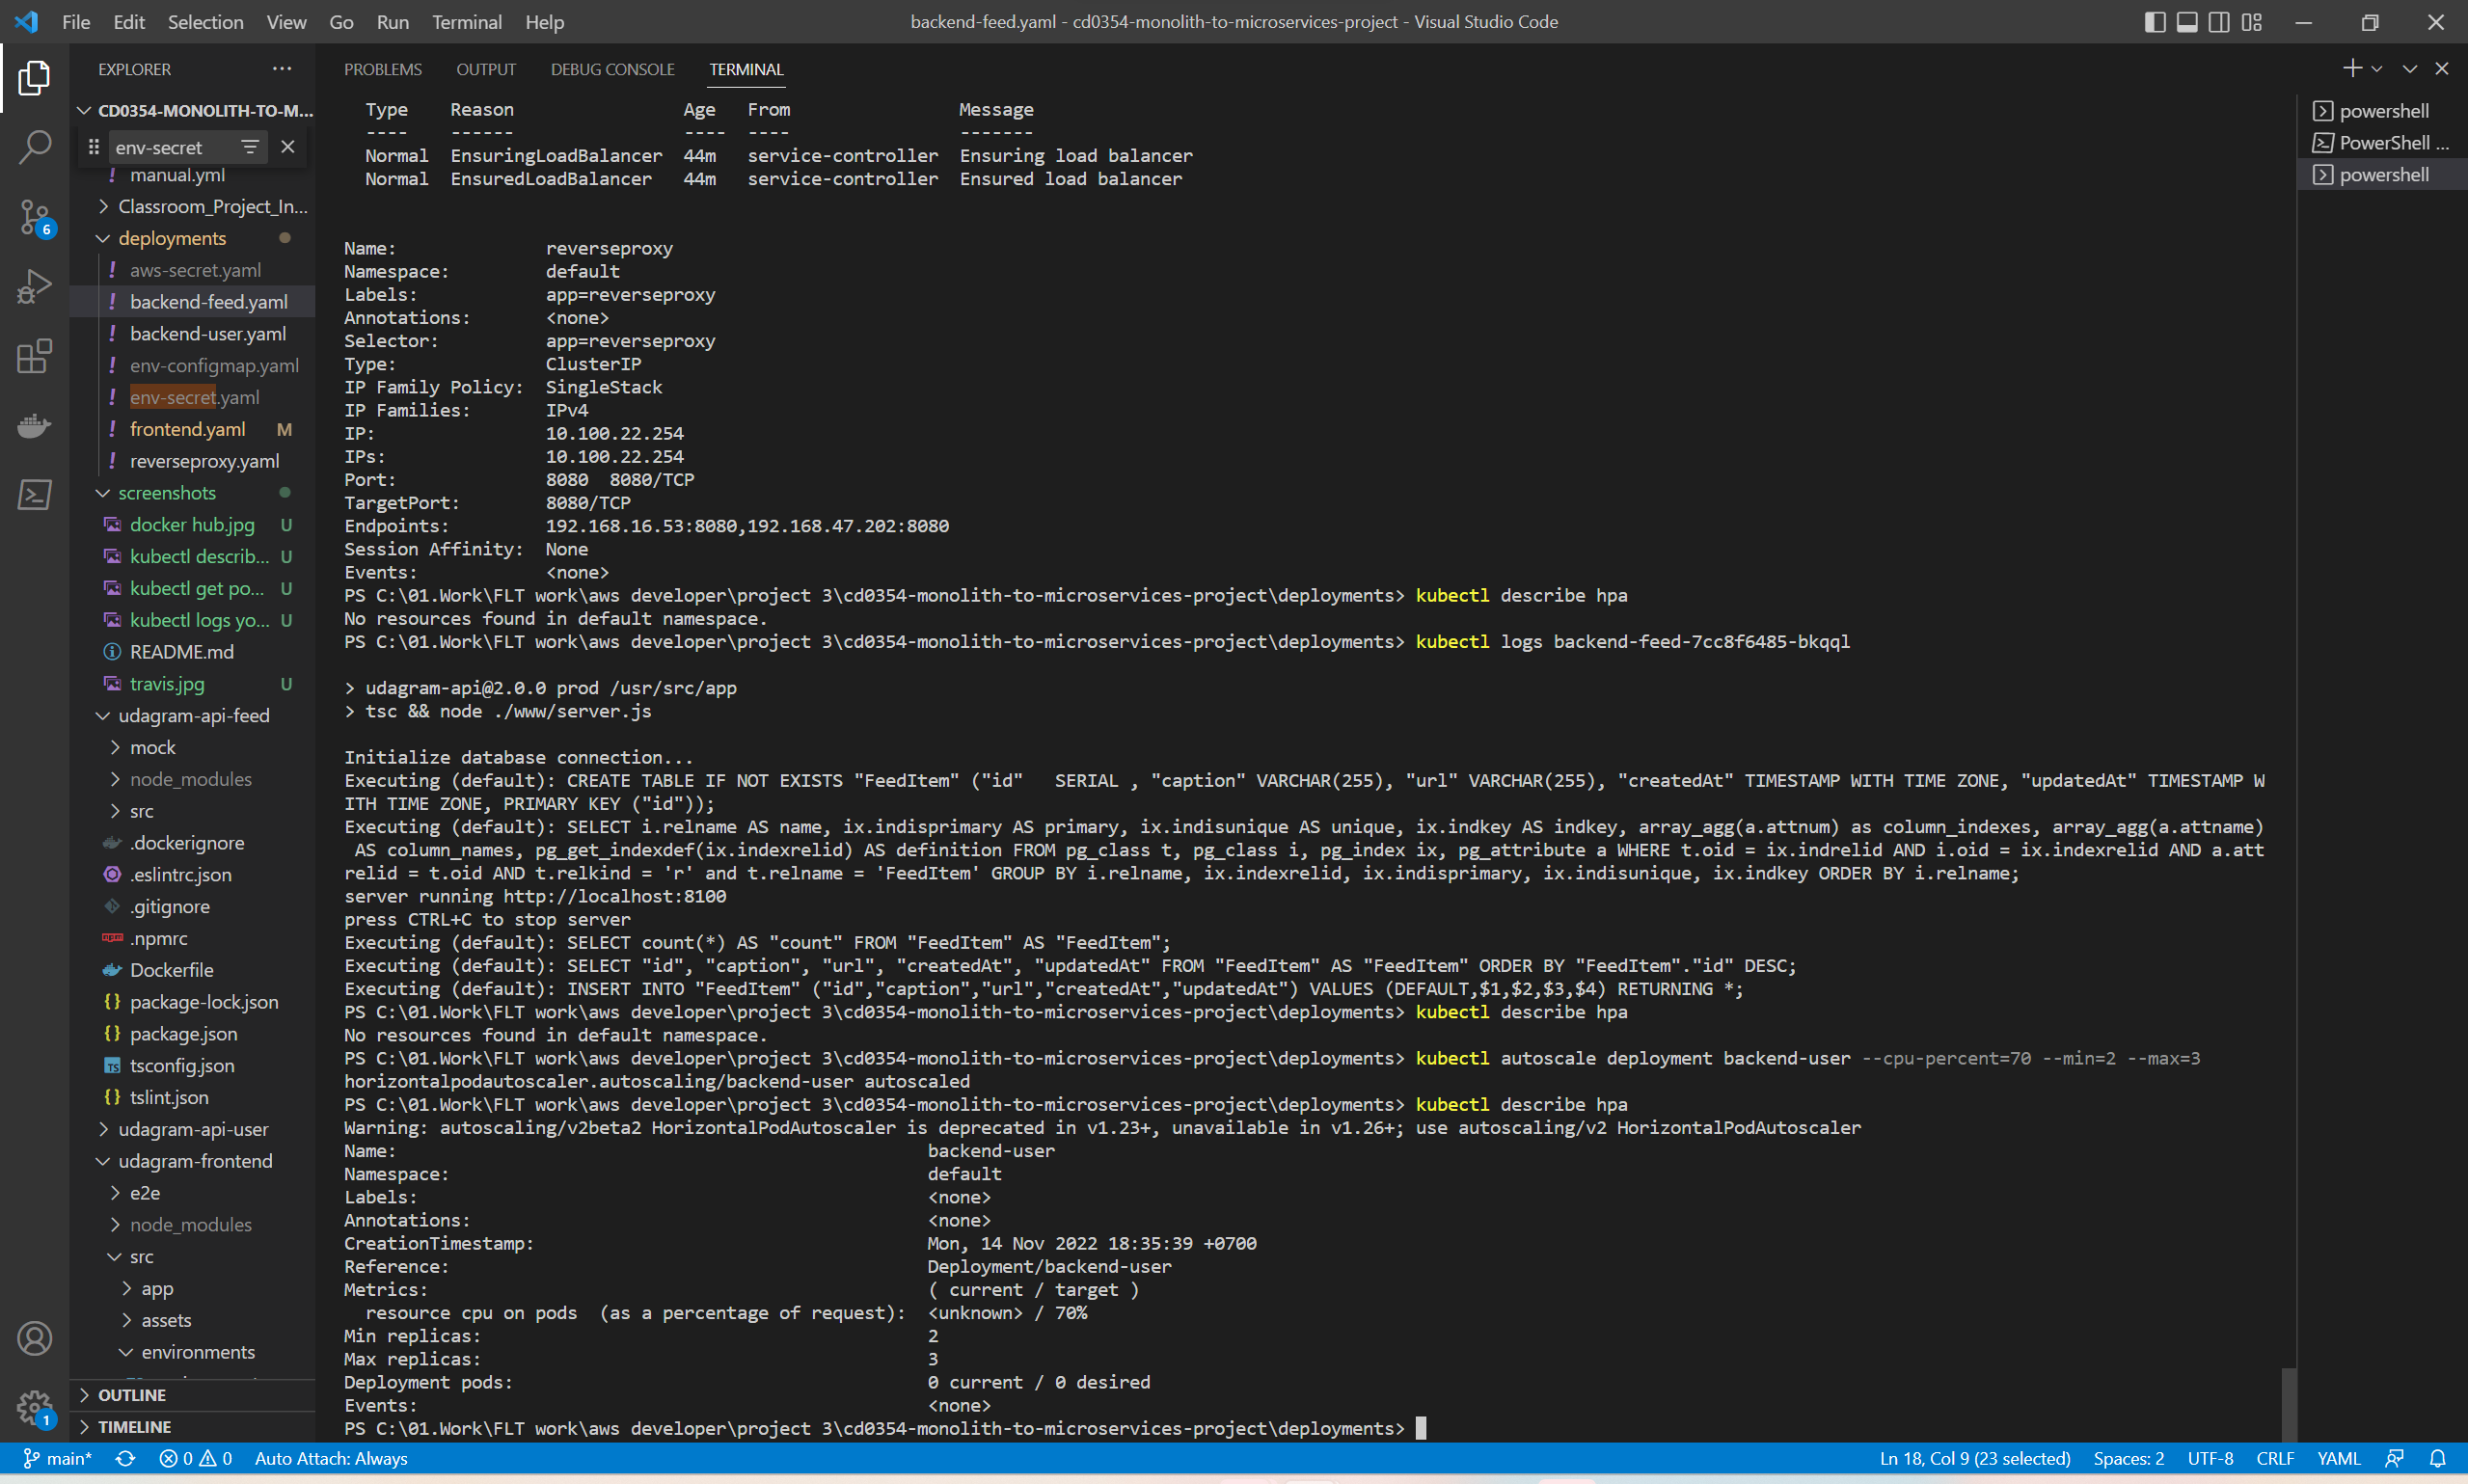 File Edit Selection View Go Run Terminal Help
backend-feed.yaml - cd0354-monolith-to-microservices-project - Visual Studio Code
EXPLORER
CD0354-MONOLITH-TO-M...
env-secret
manual.yml
Classroom_Project_In...
deployments
aws-secret.yaml
backend-feed.yaml
backend-user.yaml
env-configmap.yaml
env-secret.yaml
frontend.yaml M
reverseproxy.yaml
screenshots
docker hub.jpg U
kubectl describ... U
kubectl get po... U
kubectl logs yo... U
README.md
travis.jpg U
udagram-api-feed
mock
node_modules
src
.dockerignore
.eslintrc.json
.gitignore
.npmrc
Dockerfile
package-lock.json
package.json
tsconfig.json
tslint.json
udagram-api-user
udagram-frontend
e2e
node_modules
src
app
assets
environments
OUTLINE
TIMELINE
6
1
PROBLEMS OUTPUT DEBUG CONSOLE TERMINAL
Type Reason Age From Message
---- ------ ---- ---- -------
Normal EnsuringLoadBalancer 44m service-controller Ensuring load balancer
Normal EnsuredLoadBalancer 44m service-controller Ensured load balancer
Name: reverseproxy
Namespace: default
Labels: app=reverseproxy
Annotations: <none>
Selector: app=reverseproxy
Type: ClusterIP
IP Family Policy: SingleStack
IP Families: IPv4
IP: 10.100.22.254
IPs: 10.100.22.254
Port: 8080 8080/TCP
TargetPort: 8080/TCP
Endpoints: 192.168.16.53:8080,192.168.47.202:8080
Session Affinity: None
Events: <none>
PS C:\01.Work\FLT work\aws developer\project 3\cd0354-monolith-to-microservices-project\deployments> kubectl describe hpa
No resources found in default namespace.
PS C:\01.Work\FLT work\aws developer\project 3\cd0354-monolith-to-microservices-project\deployments> kubectl logs backend-feed-7cc8f6485-bkqql
> udagram-api@2.0.0 prod /usr/src/app
> tsc && node ./www/server.js
Initialize database connection...
Executing (default): CREATE TABLE IF NOT EXISTS "FeedItem" ("id" SERIAL , "caption" VARCHAR(255), "url" VARCHAR(255), "createdAt" TIMESTAMP WITH TIME ZONE, "updatedAt" TIMESTAMP W
ITH TIME ZONE, PRIMARY KEY ("id"));
Executing (default): SELECT i.relname AS name, ix.indisprimary AS primary, ix.indisunique AS unique, ix.indkey AS indkey, array_agg(a.attnum) as column_indexes, array_agg(a.attname)
AS column_names, pg_get_indexdef(ix.indexrelid) AS definition FROM pg_class t, pg_class i, pg_index ix, pg_attribute a WHERE t.oid = ix.indrelid AND i.oid = ix.indexrelid AND a.att
relid = t.oid AND t.relkind = 'r' and t.relname = 'FeedItem' GROUP BY i.relname, ix.indexrelid, ix.indisprimary, ix.indisunique, ix.indkey ORDER BY i.relname;
server running http://localhost:8100
press CTRL+C to stop server
Executing (default): SELECT count(*) AS "count" FROM "FeedItem" AS "FeedItem";
Executing (default): SELECT "id", "caption", "url", "createdAt", "updatedAt" FROM "FeedItem" AS "FeedItem" ORDER BY "FeedItem"."id" DESC;
Executing (default): INSERT INTO "FeedItem" ("id","caption","url","createdAt","updatedAt") VALUES (DEFAULT,$1,$2,$3,$4) RETURNING *;
PS C:\01.Work\FLT work\aws developer\project 3\cd0354-monolith-to-microservices-project\deployments> kubectl describe hpa
No resources found in default namespace.
PS C:\01.Work\FLT work\aws developer\project 3\cd0354-monolith-to-microservices-project\deployments> kubectl autoscale deployment backend-user --cpu-percent=70 --min=2 --max=3
horizontalpodautoscaler.autoscaling/backend-user autoscaled
PS C:\01.Work\FLT work\aws developer\project 3\cd0354-monolith-to-microservices-project\deployments> kubectl describe hpa
Warning: autoscaling/v2beta2 HorizontalPodAutoscaler is deprecated in v1.23+, unavailable in v1.26+; use autoscaling/v2 HorizontalPodAutoscaler
Name: backend-user
Namespace: default
Labels: <none>
Annotations: <none>
CreationTimestamp: Mon, 14 Nov 2022 18:35:39 +0700
Reference: Deployment/backend-user
Metrics: ( current / target )
resource cpu on pods (as a percentage of request): <unknown> / 70%
Min replicas: 2
Max replicas: 3
Deployment pods: 0 current / 0 desired
Events: <none>
PS C:\01.Work\FLT work\aws developer\project 3\cd0354-monolith-to-microservices-project\deployments>
powershell
PowerShell ...
powershell
main* 0 0 Auto Attach: Always
Ln 18, Col 9 (23 selected) Spaces: 2 UTF-8 CRLF YAML